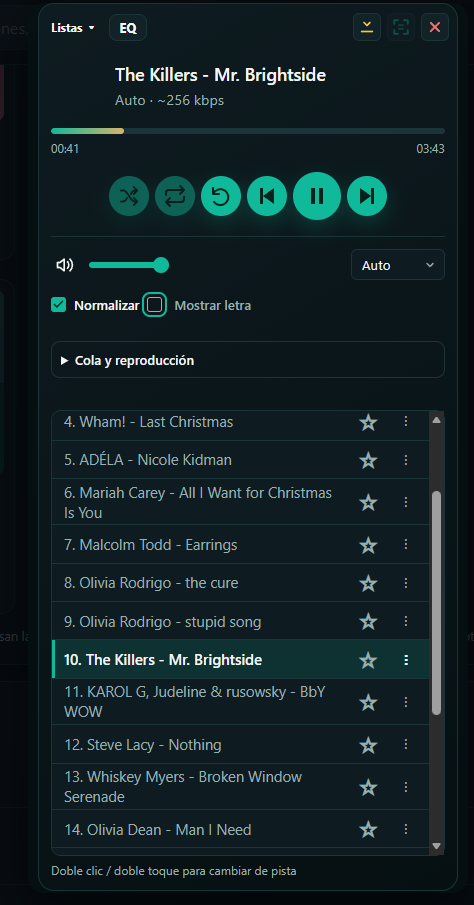 Listas
EQ
The Killers - Mr. Brightside
Auto · ~256 kbps
00:41
03:43
Auto
Normalizar
Mostrar letra
Cola y reproducción
4. Wham! - Last Christmas
5. ADÉLA - Nicole Kidman
6. Mariah Carey - All I Want for Christmas
Is You
7. Malcolm Todd - Earrings
8. Olivia Rodrigo - the cure
9. Olivia Rodrigo - stupid song
10. The Killers - Mr. Brightside
11. KAROL G, Judeline & rusowsky - BbY
WOW
12. Steve Lacy - Nothing
13. Whiskey Myers - Broken Window
Serenade
14. Olivia Dean - Man I Need
Doble clic / doble toque para cambiar de pista